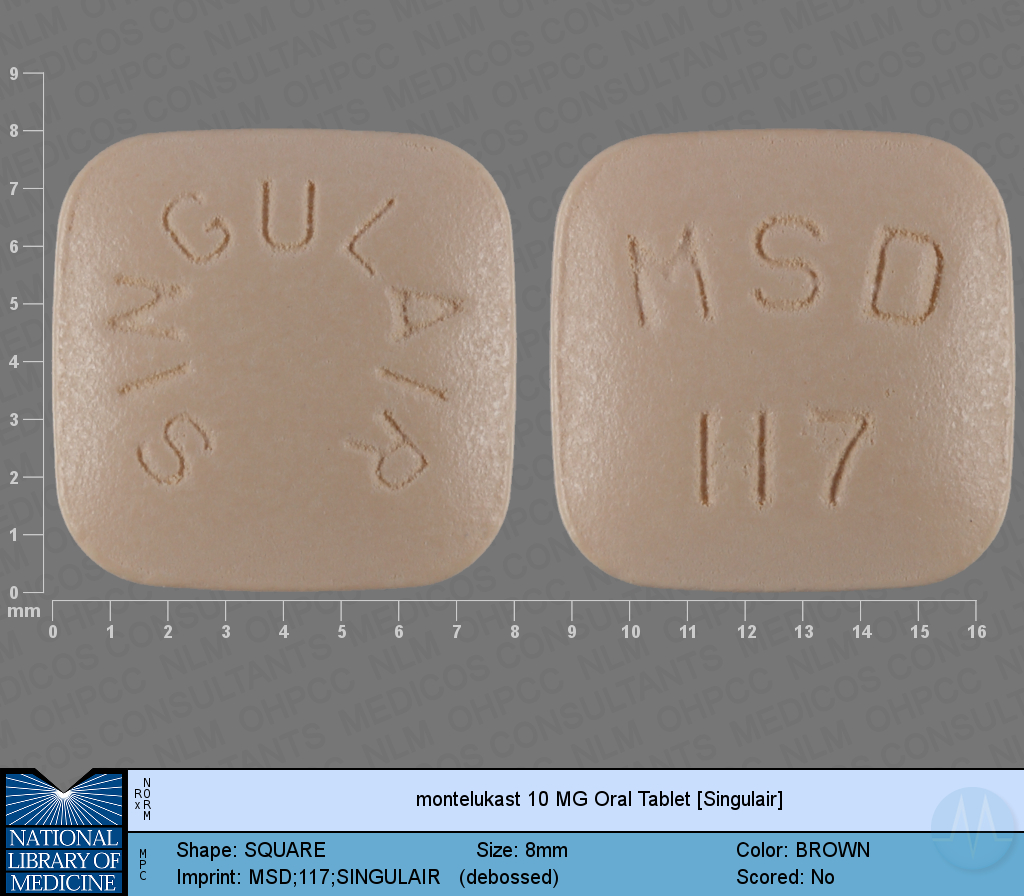 SINGULAIR
MSD
117
9
8
7
6
5
4
3
2
1
0
mm
0 1 2 3 4 5 6 7 8 9 10 11 12 13 14 15 16
NATIONAL
LIBRARY OF
MEDICINE
RxNORM
montelukast 10 MG Oral Tablet [Singulair]
MPC
Shape: SQUARE Size: 8mm Color: BROWN
Imprint: MSD;117;SINGULAIR (debossed) Scored: No
NLM OHPCC MEDICOS CONSULTANTS